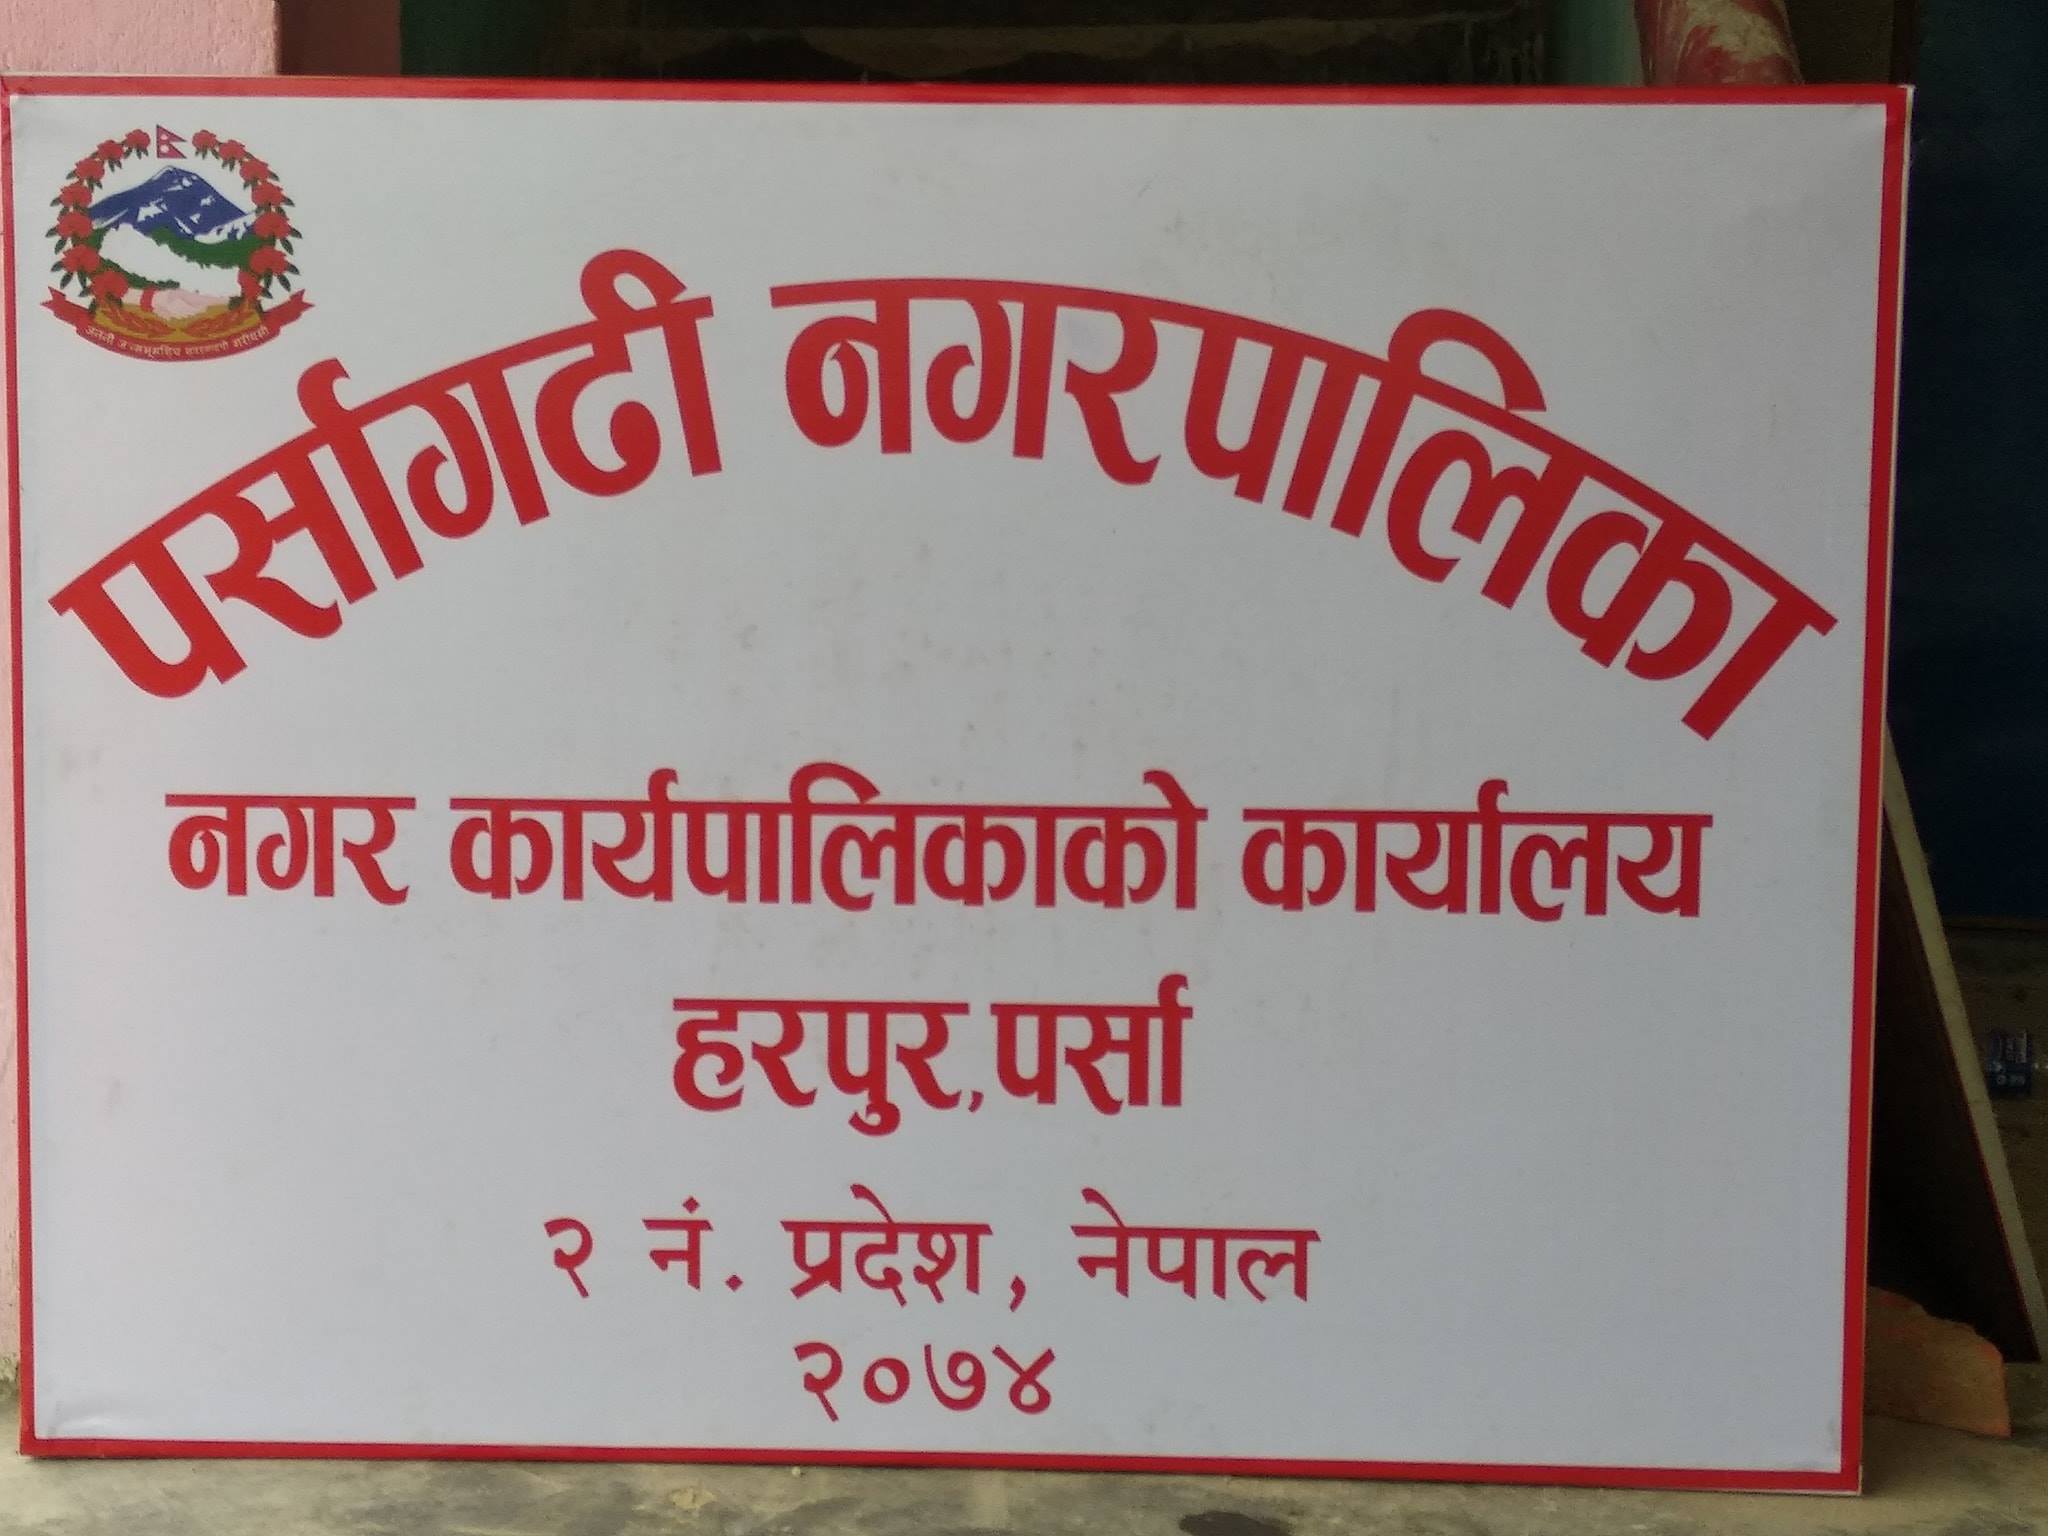 पर्सागढी नगरपालिका
नगर कार्यपालिकाको कार्यालय
हरपुर, पर्सा
२ नं. प्रदेश, नेपाल
२०७४